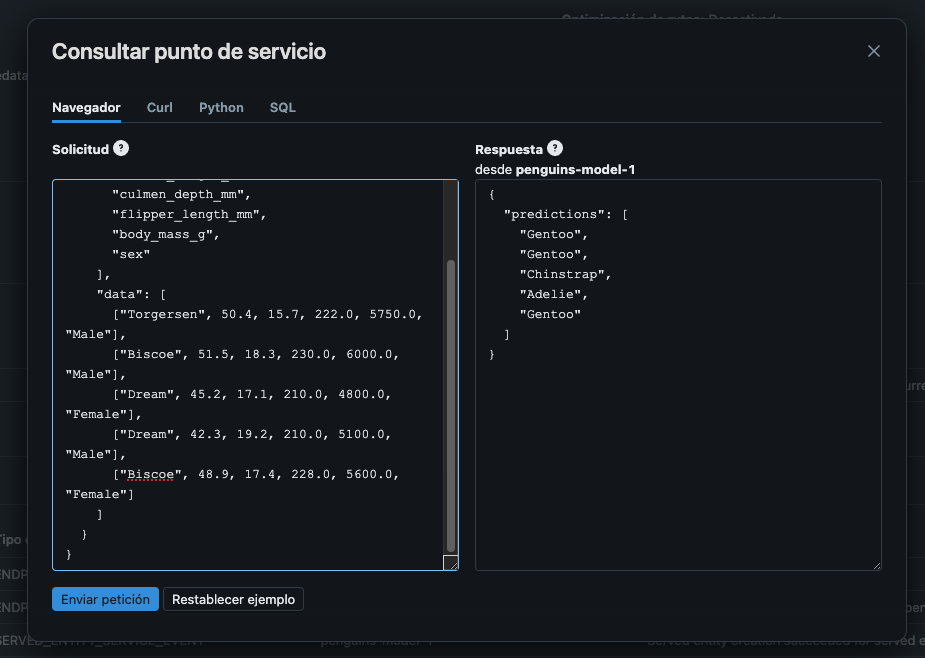 Consultar punto de servicio
Navegador Curl Python SQL
Solicitud ?
"culmen_depth_mm",
"flipper_length_mm",
"body_mass_g",
"sex"
],
"data": [
["Torgersen", 50.4, 15.7, 222.0, 5750.0,
"Male"],
["Biscoe", 51.5, 18.3, 230.0, 6000.0,
"Male"],
["Dream", 45.2, 17.1, 210.0, 4800.0,
"Female"],
["Dream", 42.3, 19.2, 210.0, 5100.0,
"Male"],
["Biscoe", 48.9, 17.4, 228.0, 5600.0,
"Female"]
]
}
}
Respuesta ?
desde penguins-model-1
{
"predictions": [
"Gentoo",
"Gentoo",
"Chinstrap",
"Adelie",
"Gentoo"
]
}
Enviar petición Restablecer ejemplo